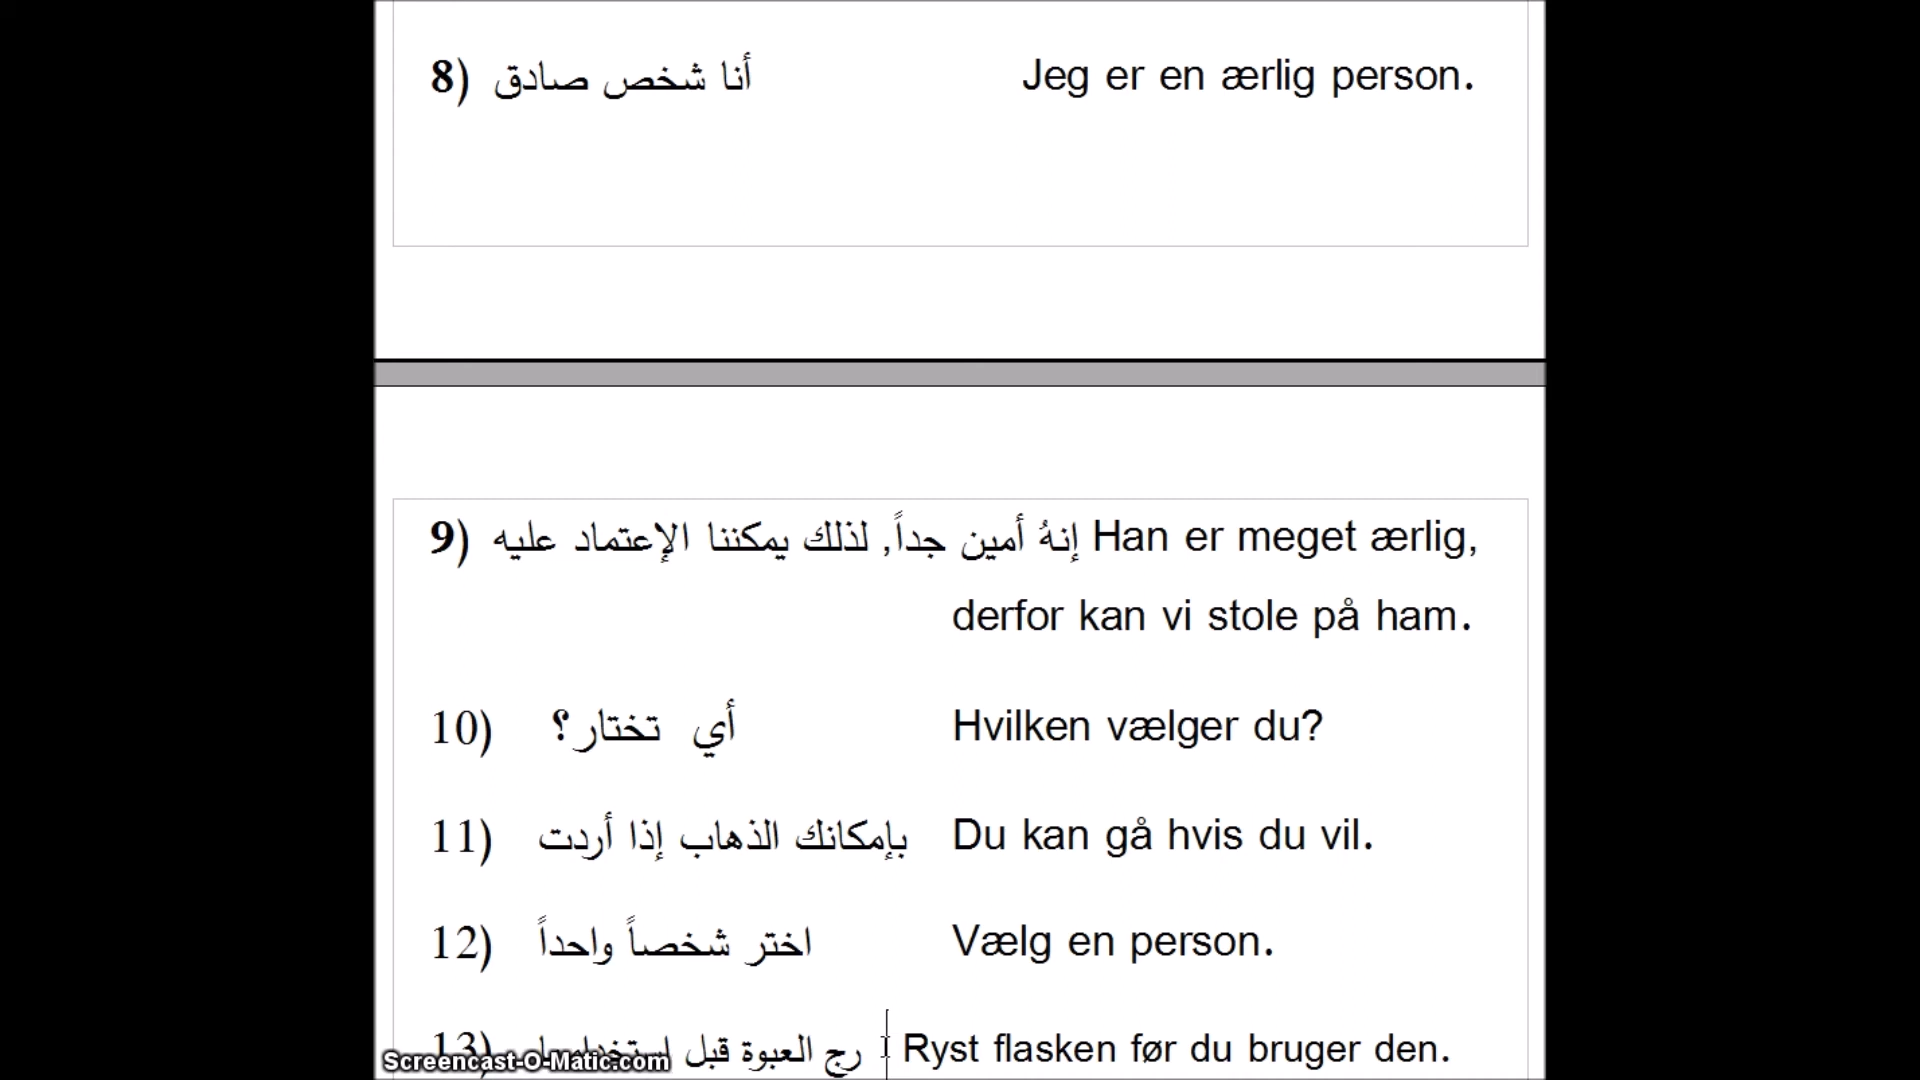 8) أنا شخص صادق Jeg er en ærlig person.
9) إنهُ أمين جداً, لذلك يمكننا الإعتماد عليه Han er meget ærlig,
derfor kan vi stole på ham.
10) أي تختار؟ Hvilken vælger du?
11) بإمكانك الذهاب إذا أردت Du kan gå hvis du vil.
12) اختر شخصاً واحداً Vælg en person.
13) رج العبوة قبل Ryst flasken før du bruger den.
Screencast-O-Matic.com